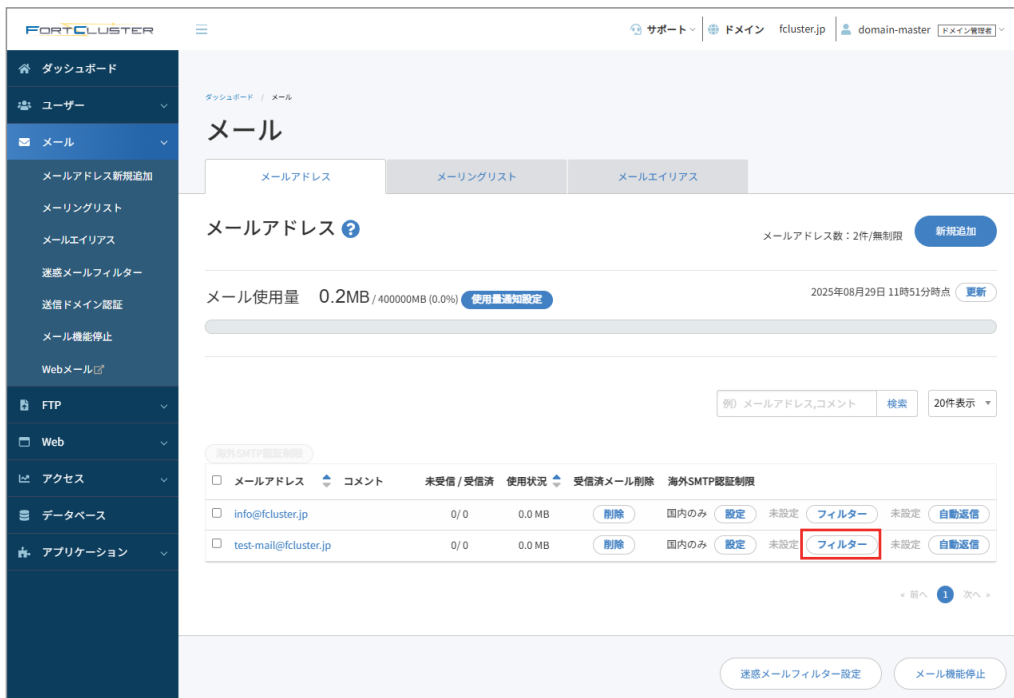 FORTCLUSTER
サポート
ドメイン fcluster.jp
domain-master ドメイン管理者
ダッシュボード
ユーザー
メール
メールアドレス新規追加
メーリングリスト
メールエイリアス
迷惑メールフィルター
送信ドメイン認証
メール機能停止
Webメール
FTP
Web
アクセス
データベース
アプリケーション
ダッシュボード / メール
メール
メールアドレス メーリングリスト メールエイリアス
メールアドレス ?
メールアドレス数：2件/無制限 新規追加
メール使用量 0.2MB / 400000MB (0.0%) 使用量通知設定
2025年08月29日 11時51分時点 更新
例）メールアドレス,コメント 検索 20件表示
海外SMTP認証制限
メールアドレス コメント 未受信 / 受信済 使用状況 受信済メール削除 海外SMTP認証制限
info@fcluster.jp 0/ 0 0.0 MB 削除 国内のみ 設定 未設定 フィルター 未設定 自動返信
test-mail@fcluster.jp 0/ 0 0.0 MB 削除 国内のみ 設定 未設定 フィルター 未設定 自動返信
« 前へ 1 次へ »
迷惑メールフィルター設定 メール機能停止